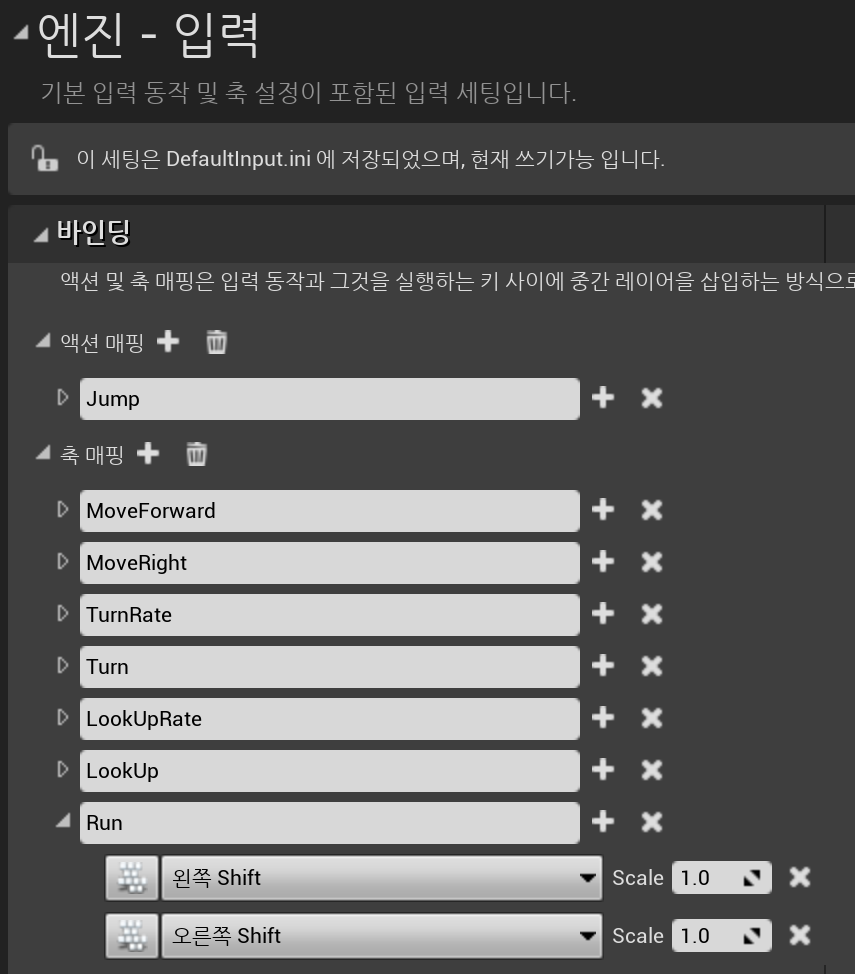 엔진 - 입력
기본 입력 동작 및 축 설정이 포함된 입력 세팅입니다.
이 세팅은 DefaultInput.ini 에 저장되었으며, 현재 쓰기가능 입니다.
바인딩
액션 및 축 매핑은 입력 동작과 그것을 실행하는 키 사이에 중간 레이어을 삽입하는 방식으로
액션 매핑
Jump
축 매핑
MoveForward
MoveRight
TurnRate
Turn
LookUpRate
LookUp
Run
왼쪽 Shift Scale 1.0
오른쪽 Shift Scale 1.0